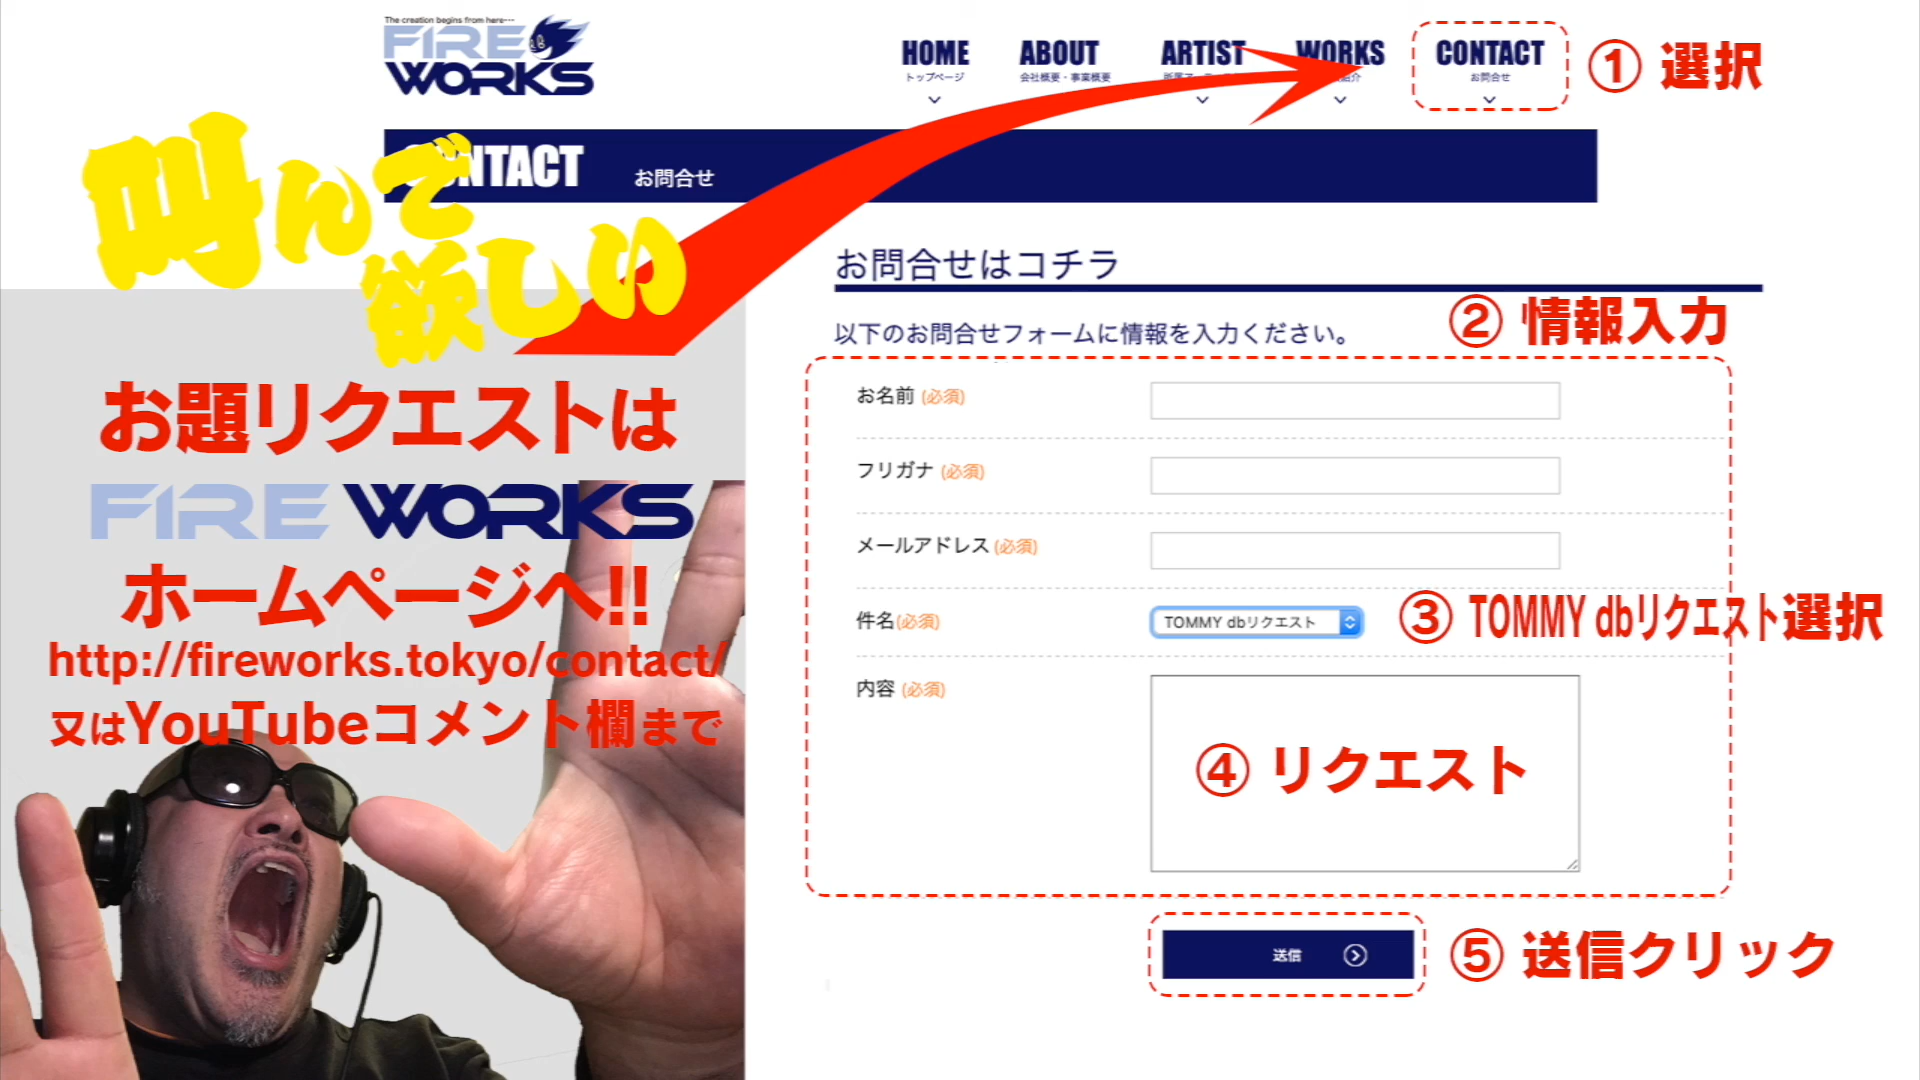 The creation begins from here…
FIRE
WORKS
HOME
トップページ
ABOUT
会社概要・事業概要
ARTIST
WORKS
紹介
CONTACT
お問合せ
① 選択
CONTACT
お問合せ
叫んで
欲しい
お問合せはコチラ
② 情報入力
以下のお問合せフォームに情報を入力ください。
お題リクエストは
FIRE WORKS
ホームページへ!!
http://fireworks.tokyo/contact/
又はYouTubeコメント欄まで
お名前 (必須)
フリガナ (必須)
メールアドレス (必須)
件名(必須)
TOMMY dbリクエスト
③ TOMMY dbリクエスト選択
内容 (必須)
④ リクエスト
送信
⑤ 送信クリック